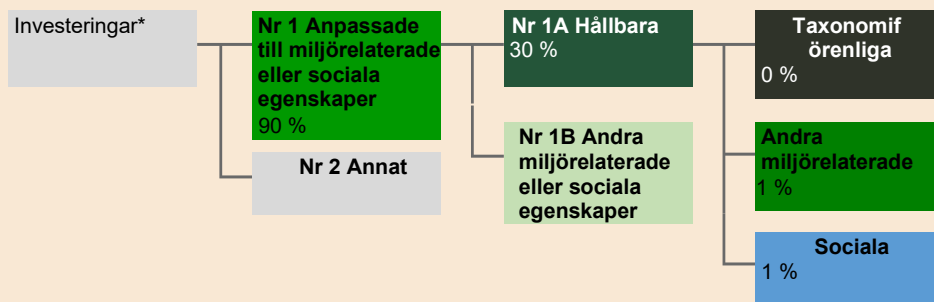 Investeringar*
Nr 1 Anpassade
till miljörelaterade
eller sociala
egenskaper
90 %
Nr 2 Annat
Nr 1A Hållbara
30 %
Nr 1B Andra
miljörelaterade
eller sociala
egenskaper
Taxonomif
örenliga
0 %
Andra
miljörelaterade
1 %
Sociala
1 %